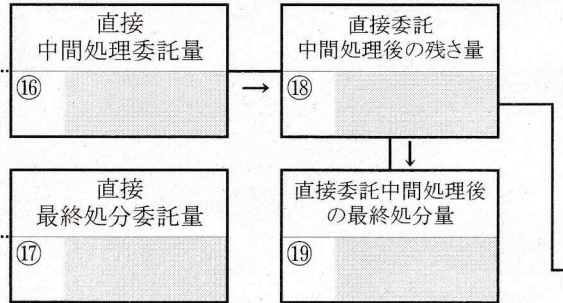 直接
中間処理委託量
⑯
→
直接委託
中間処理後の残さ量
⑱
↓
直接
最終処分委託量
⑰
直接委託中間処理後
の最終処分量
⑲